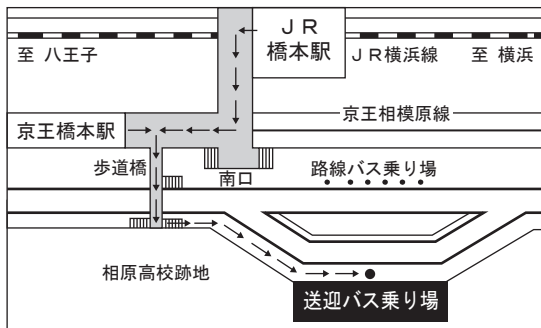 ＪＲ
橋本駅
至 八王子
ＪＲ横浜線
至 横浜
京王相模原線
京王橋本駅
歩道橋
南口
路線バス乗り場
相原高校跡地
送迎バス乗り場